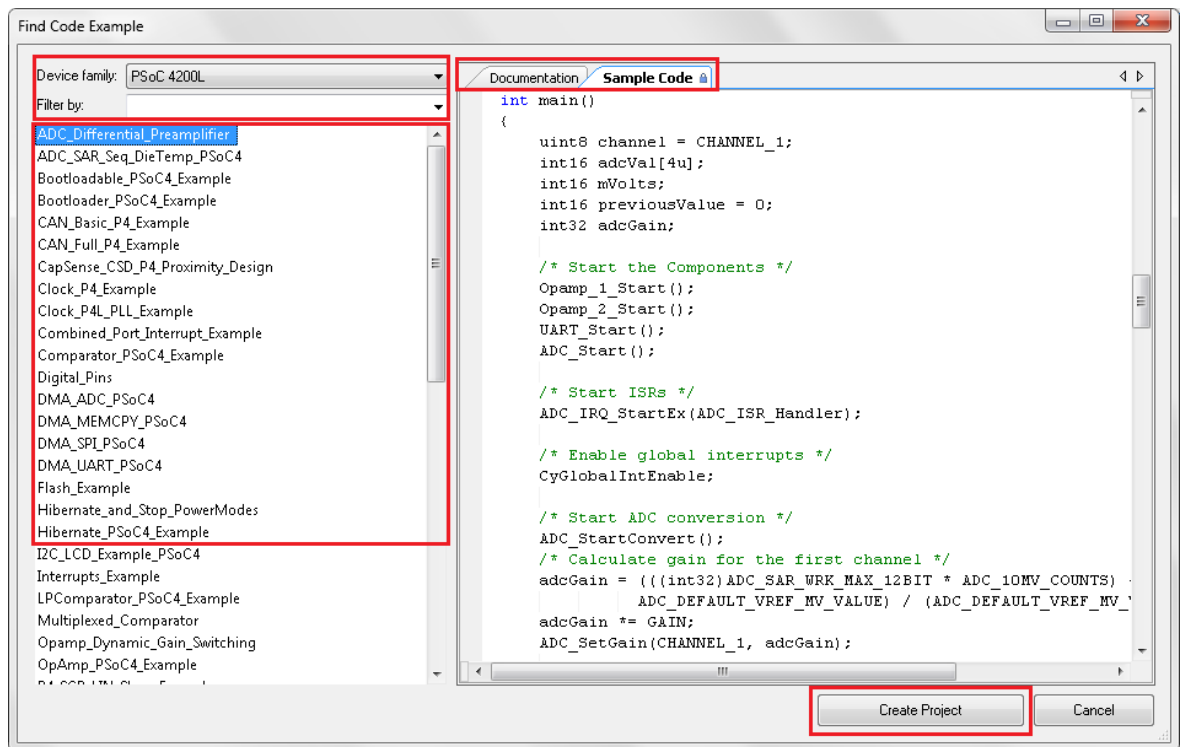 Find Code Example
Device family: PSoC 4200L
Filter by:
ADC_Differential_Preamplifier
ADC_SAR_Seq_DieTemp_PSoC4
Bootloadable_PSoC4_Example
Bootloader_PSoC4_Example
CAN_Basic_P4_Example
CAN_Full_P4_Example
CapSense_CSD_P4_Proximity_Design
Clock_P4_Example
Clock_P4L_PLL_Example
Combined_Port_Interrupt_Example
Comparator_PSoC4_Example
Digital_Pins
DMA_ADC_PSoC4
DMA_MEMCPY_PSoC4
DMA_SPI_PSoC4
DMA_UART_PSoC4
Flash_Example
Hibernate_and_Stop_PowerModes
Hibernate_PSoC4_Example
I2C_LCD_Example_PSoC4
Interrupts_Example
LPComparator_PSoC4_Example
Multiplexed_Comparator
Opamp_Dynamic_Gain_Switching
OpAmp_PSoC4_Example
Documentation Sample Code
int main()
{
uint8 channel = CHANNEL_1;
int16 adcVal[4u];
int16 mVolts;
int16 previousValue = 0;
int32 adcGain;
/* Start the Components */
Opamp_1_Start();
Opamp_2_Start();
UART_Start();
ADC_Start();
/* Start ISRs */
ADC_IRQ_StartEx(ADC_ISR_Handler);
/* Enable global interrupts */
CyGlobalIntEnable;
/* Start ADC conversion */
ADC_StartConvert();
/* Calculate gain for the first channel */
adcGain = (((int32)ADC_SAR_WRK_MAX_12BIT * ADC_10MV_COUNTS)
ADC_DEFAULT_VREF_MV_VALUE) / (ADC_DEFAULT_VREF_MV_
adcGain *= GAIN;
ADC_SetGain(CHANNEL_1, adcGain);
Create Project
Cancel